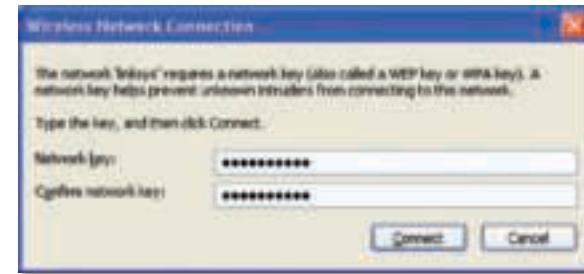 Wireless Network Connection
The network 'linksys' requires a network key (also called a WEP key or WPA key). A
network key helps prevent unknown intruders from connecting to this network.
Type the key, and then click Connect.
Network key: ●●●●●●●●●●
Confirm network key: ●●●●●●●●●●
Connect Cancel